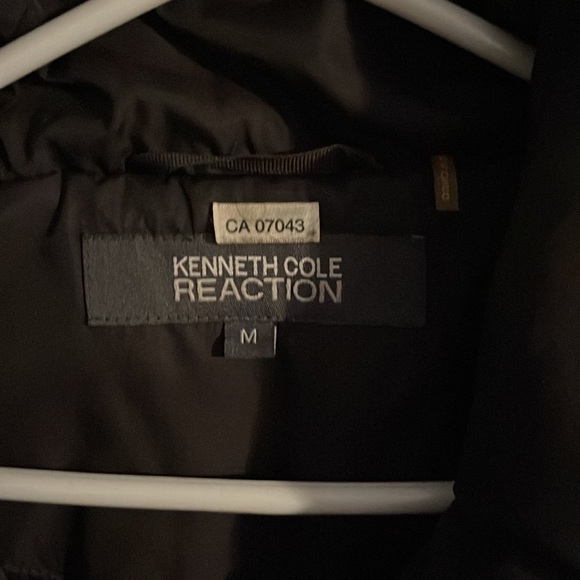 CA 07043
KENNETH COLE
REACTION
M